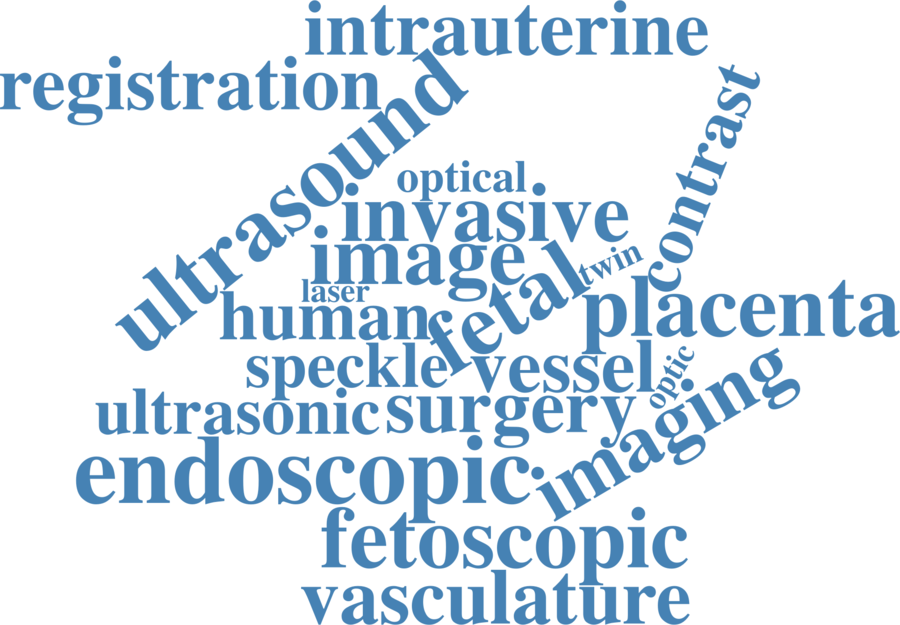 intrauterine
registration
ultrasound
contrast
optical
invasive
image
twin
laser
human
fetal
placenta
speckle
vessel
optic
ultrasonic
surgery
imaging
endoscopic
fetoscopic
vasculature